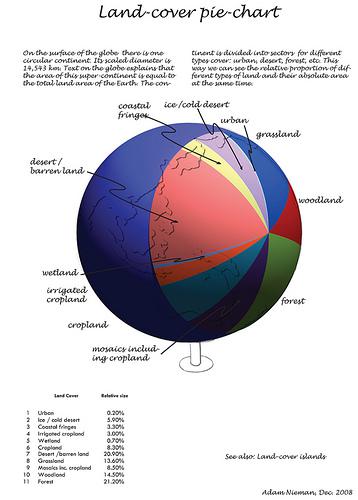 Land-cover pie-chart
On the surface of the globe there is one
circular continent. Its scaled diameter is
14,543 km. Text on the globe explains that
the area of this super-continent is equal to
the total land area of the Earth. The con-
tinent is divided into sectors for different
types cover: urban, desert, forest, etc. This
way we can see the relative proportion of dif-
ferent types of land and their absolute area
at the same time.
coastal
fringes
ice/cold desert
urban
grassland
desert/
barren land
woodland
wetland
irrigated
cropland
cropland
forest
mosaics includ-
ing cropland
Land Cover Relative size
1 Urban 0.20%
2 Ice / cold desert 5.90%
3 Coastal fringes 3.30%
4 Irrigated cropland 3.00%
5 Wetland 0.70%
6 Cropland 8.30%
7 Desert /barren land 20.90%
8 Grassland 13.60%
9 Mosaics inc. cropland 8.50%
10 Woodland 14.50%
11 Forest 21.20%
See also: Land-cover islands
Adam Nieman, Dec. 2008